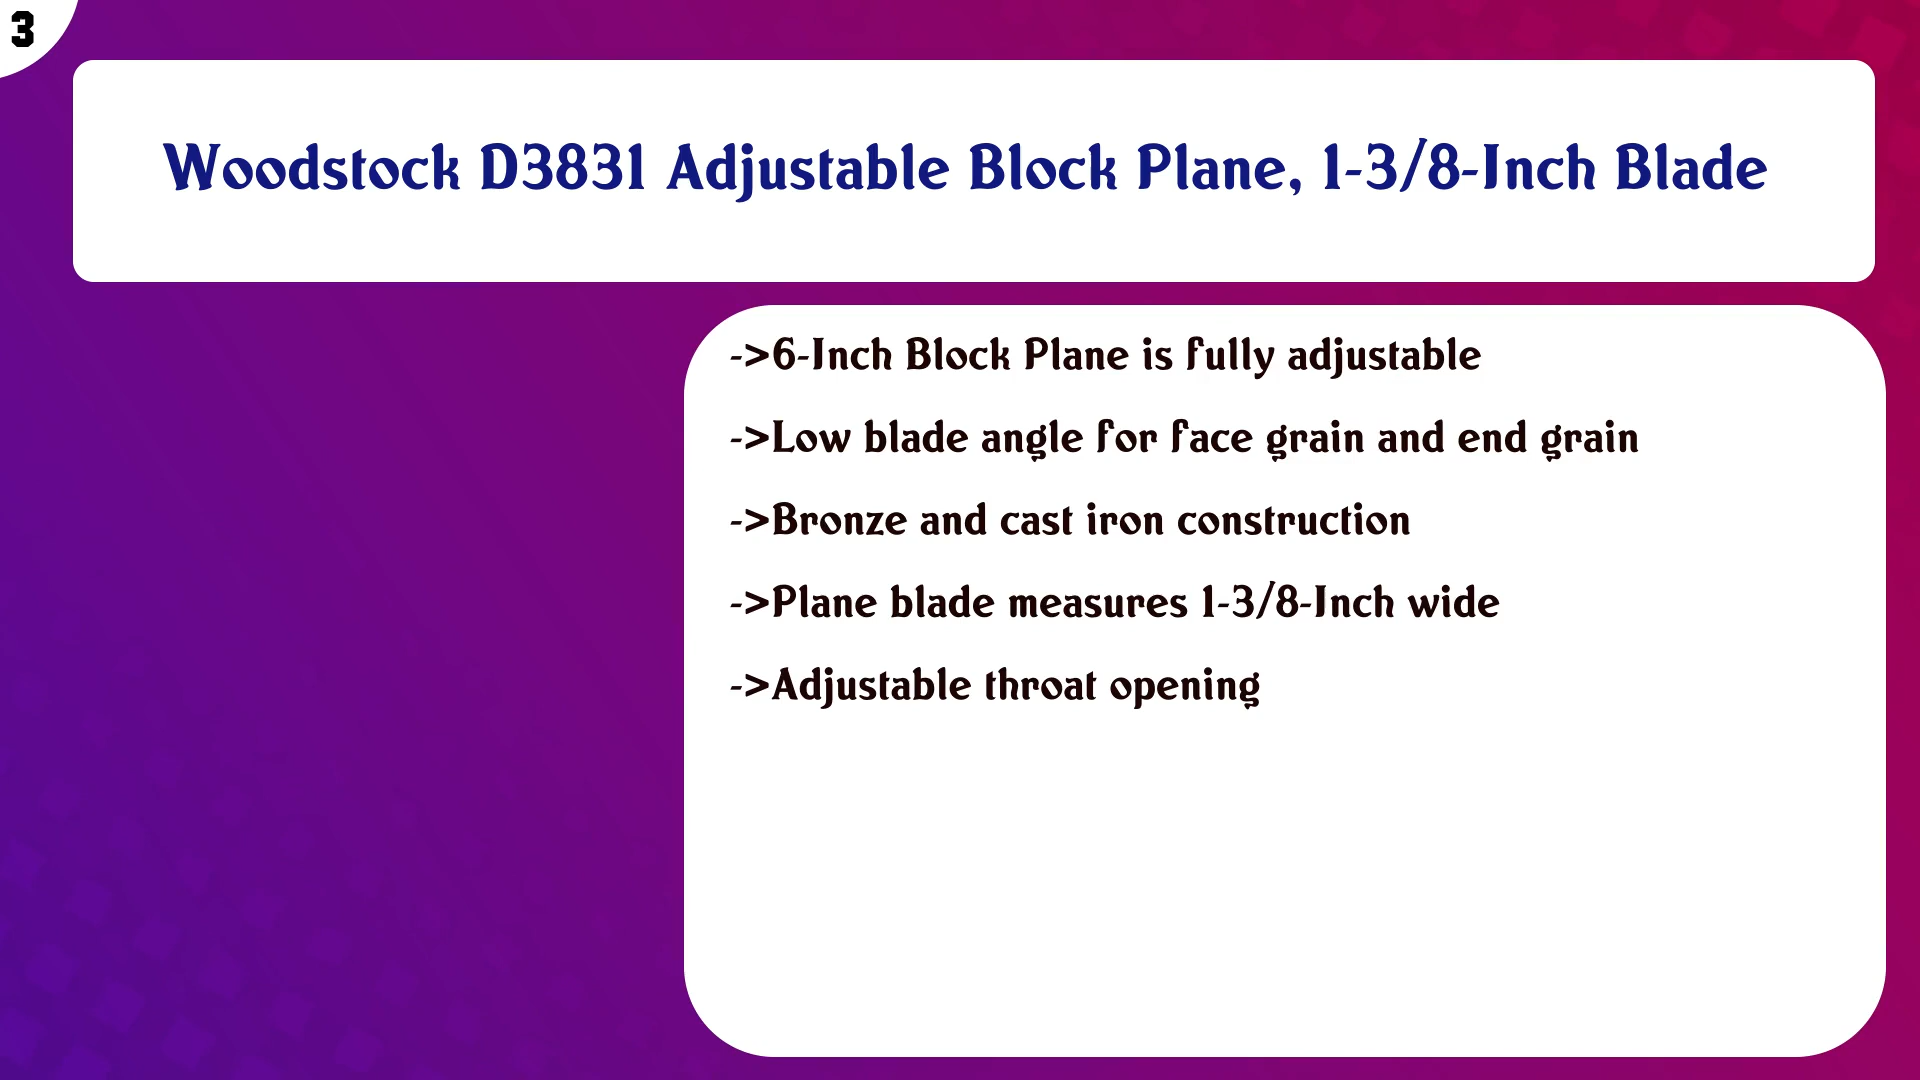 3
Woodstock D3831 Adjustable Block Plane, 1-3/8-Inch Blade
->6-Inch Block Plane is fully adjustable
->Low blade angle for face grain and end grain
->Bronze and cast iron construction
->Plane blade measures 1-3/8-Inch wide
->Adjustable throat opening